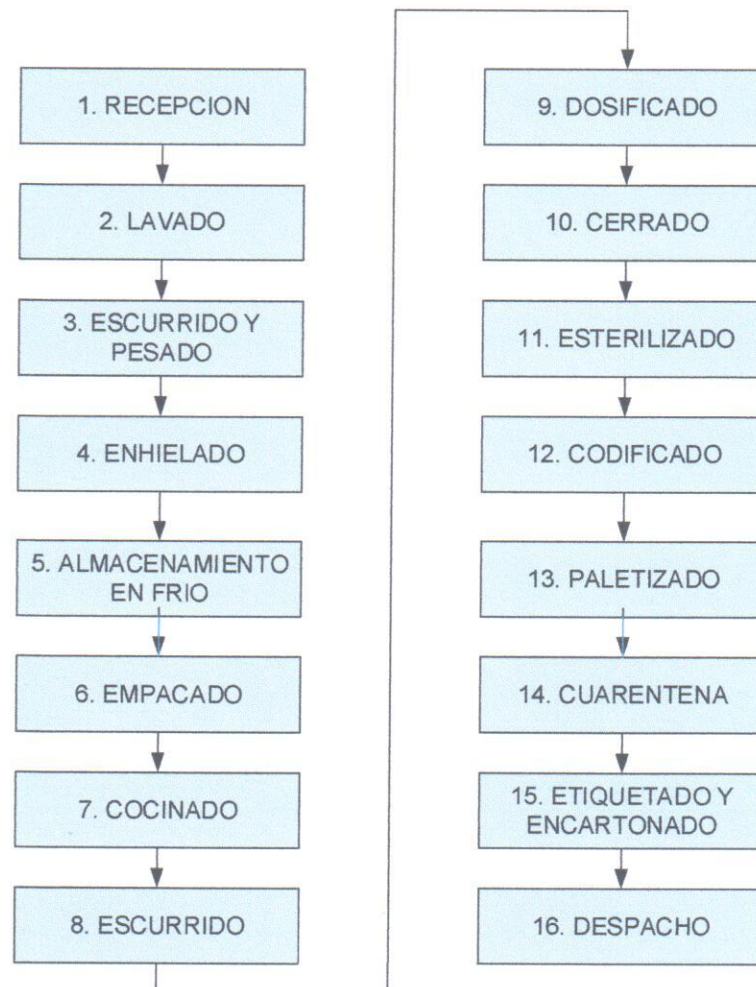 1. RECEPCION
2. LAVADO
3. ESCURRIDO Y
PESADO
4. ENHIELADO
5. ALMACENAMIENTO
EN FRIO
6. EMPACADO
7. COCINADO
8. ESCURRIDO
9. DOSIFICADO
10. CERRADO
11. ESTERILIZADO
12. CODIFICADO
13. PALETIZADO
14. CUARENTENA
15. ETIQUETADO Y
ENCARTONADO
16. DESPACHO